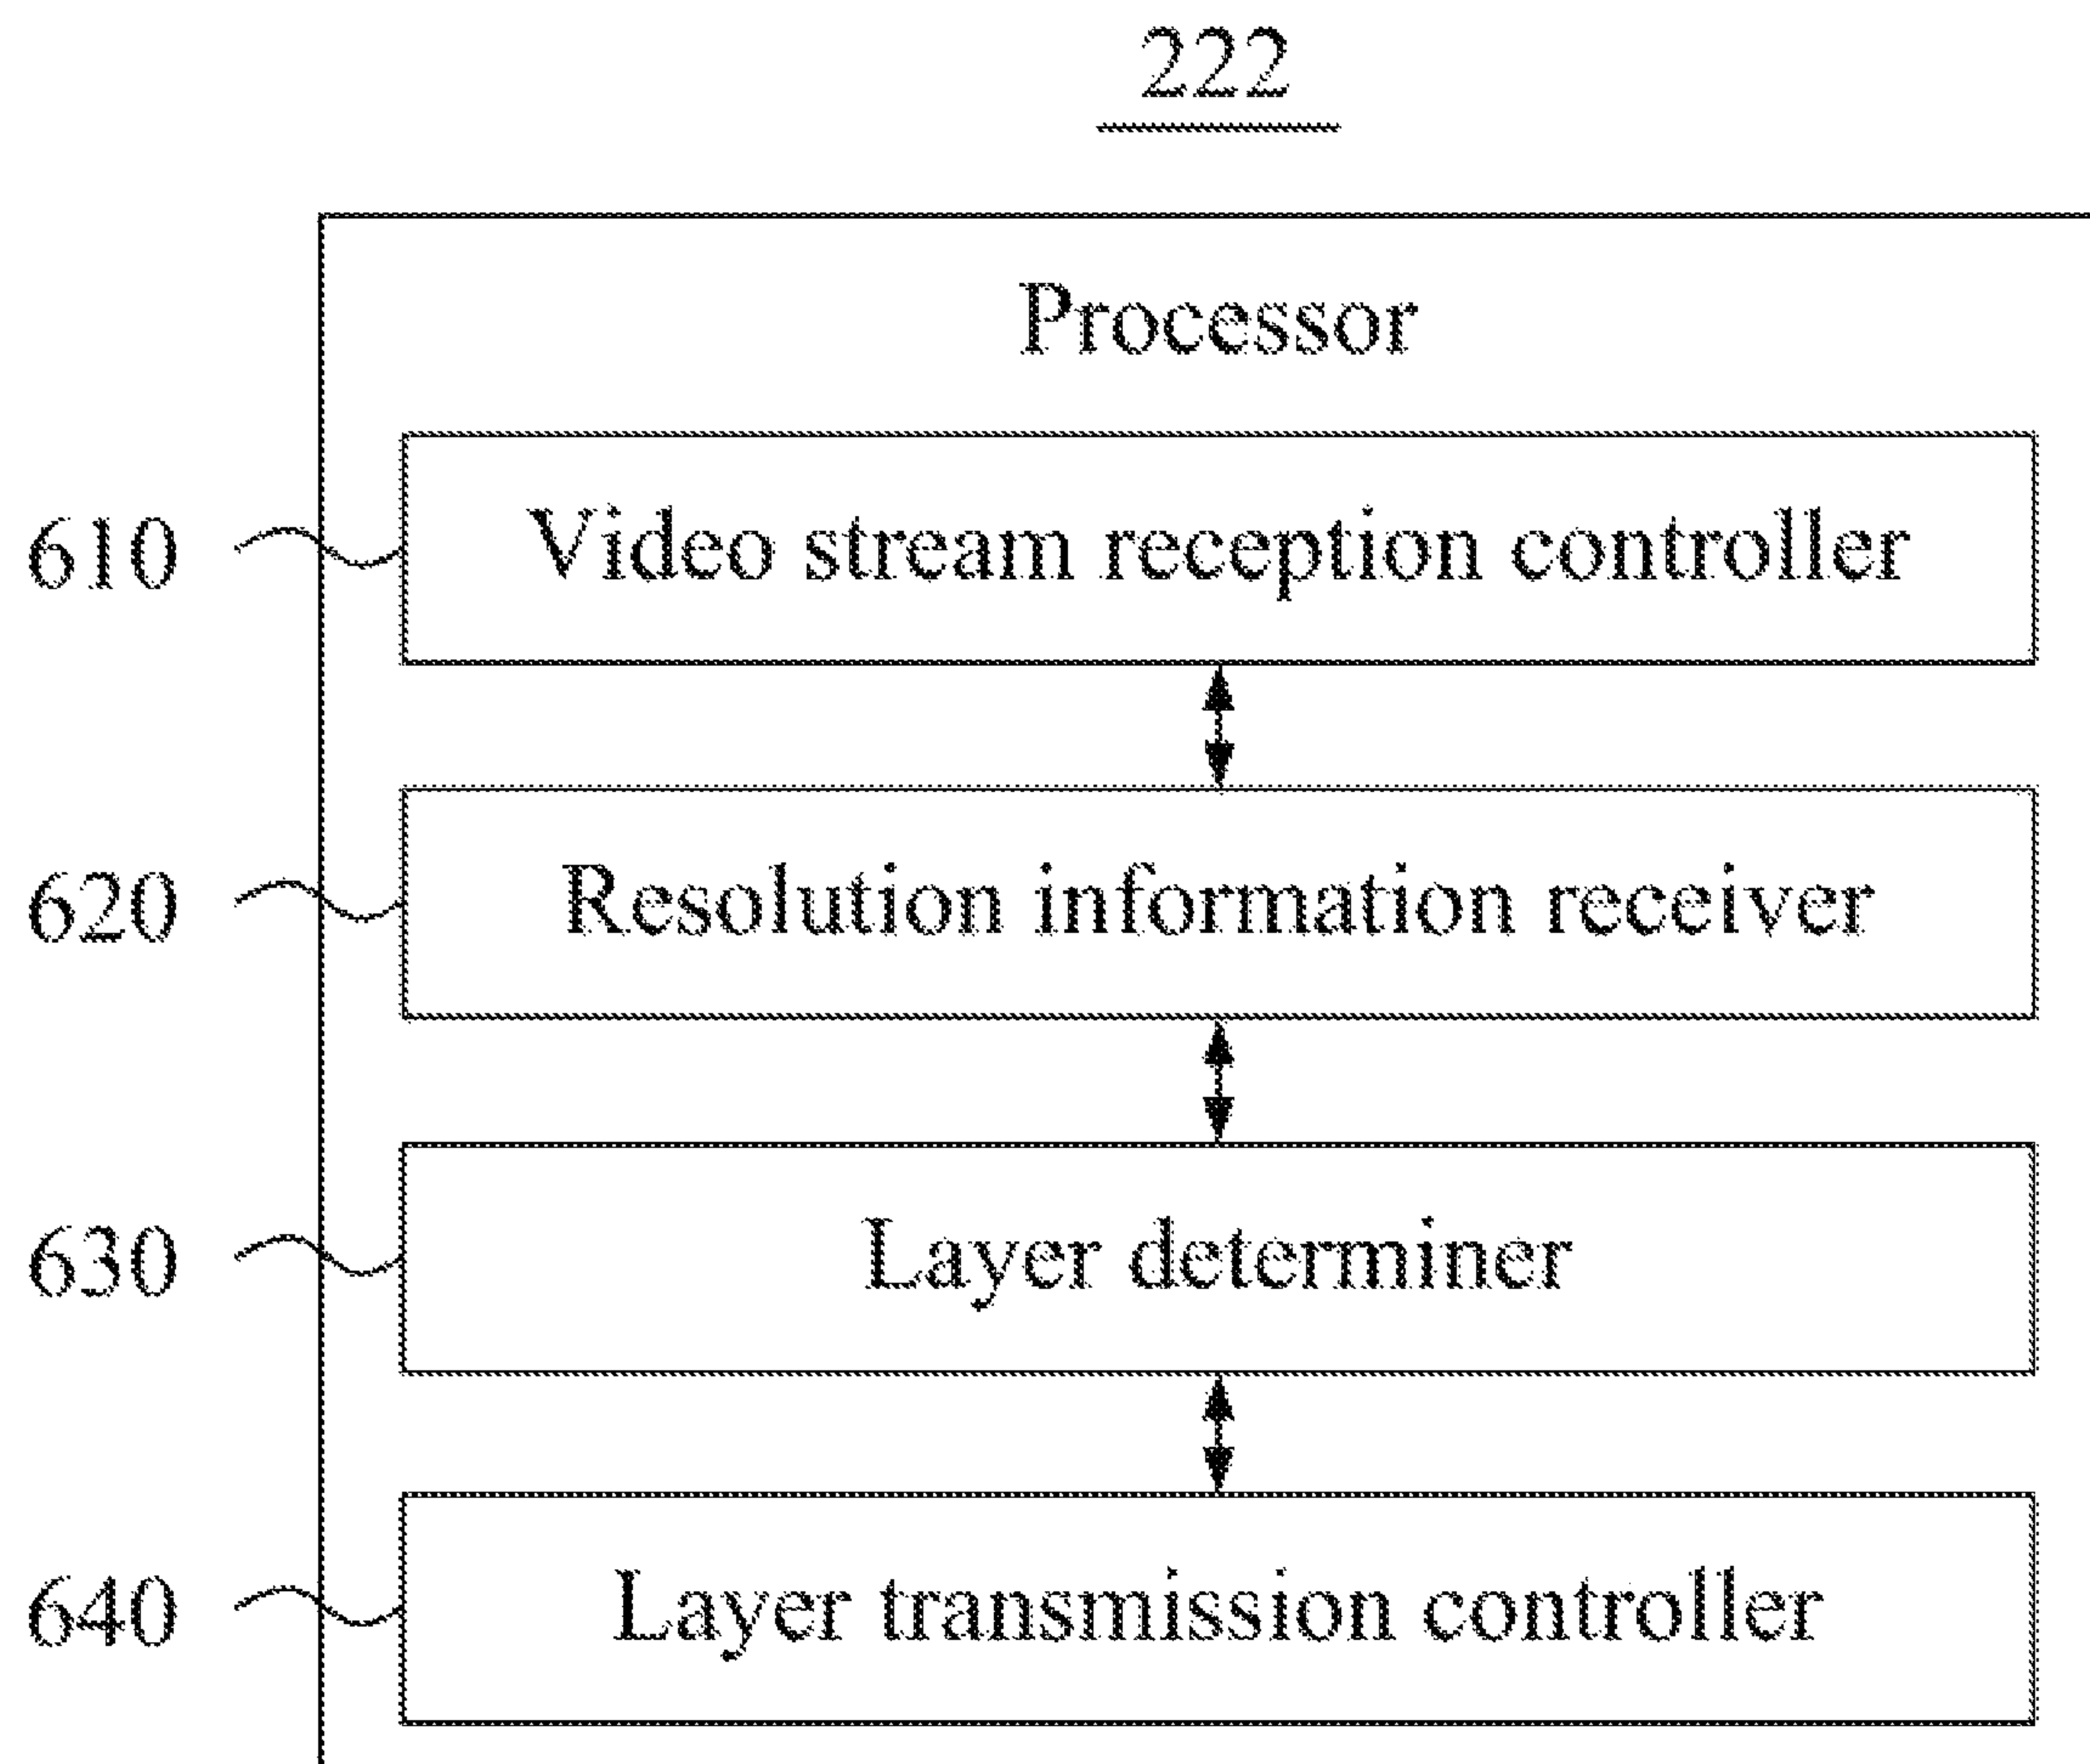 222
Processor
610 Video stream reception controller
620 Resolution information receiver
630 Layer determiner
640 Layer transmission controller